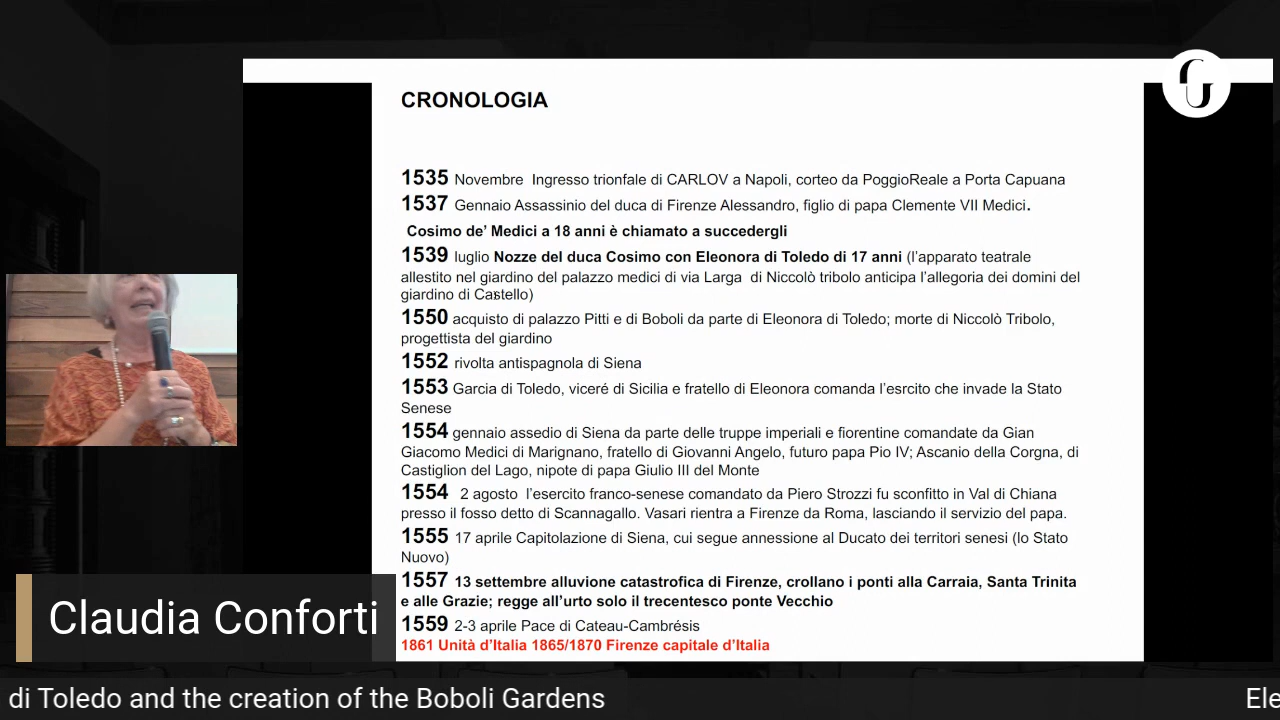 CRONOLOGIA
1535 Novembre Ingresso trionfale di CARLOV a Napoli, corteo da PoggioReale a Porta Capuana
1537 Gennaio Assassinio del duca di Firenze Alessandro, figlio di papa Clemente VII Medici.
Cosimo de’ Medici a 18 anni è chiamato a succedergli
1539 luglio Nozze del duca Cosimo con Eleonora di Toledo di 17 anni (l’apparato teatrale
allestito nel giardino del palazzo medici di via Larga di Niccolò tribolo anticipa l’allegoria dei domini del
giardino di Castello)
1550 acquisto di palazzo Pitti e di Boboli da parte di Eleonora di Toledo; morte di Niccolò Tribolo,
progettista del giardino
1552 rivolta antispagnola di Siena
1553 Garcia di Toledo, viceré di Sicilia e fratello di Eleonora comanda l’esrcito che invade la Stato
Senese
1554 gennaio assedio di Siena da parte delle truppe imperiali e fiorentine comandate da Gian
Giacomo Medici di Marignano, fratello di Giovanni Angelo, futuro papa Pio IV; Ascanio della Corgna, di
Castiglion del Lago, nipote di papa Giulio III del Monte
1554 2 agosto l’esercito franco-senese comandato da Piero Strozzi fu sconfitto in Val di Chiana
presso il fosso detto di Scannagallo. Vasari rientra a Firenze da Roma, lasciando il servizio del papa.
1555 17 aprile Capitolazione di Siena, cui segue annessione al Ducato dei territori senesi (lo Stato
Nuovo)
1557 13 settembre alluvione catastrofica di Firenze, crollano i ponti alla Carraia, Santa Trinita
e alle Grazie; regge all’urto solo il trecentesco ponte Vecchio
1559 2-3 aprile Pace di Cateau-Cambrésis
1861 Unità d’Italia 1865/1870 Firenze capitale d’Italia
Claudia Conforti
di Toledo and the creation of the Boboli Gardens
Ele